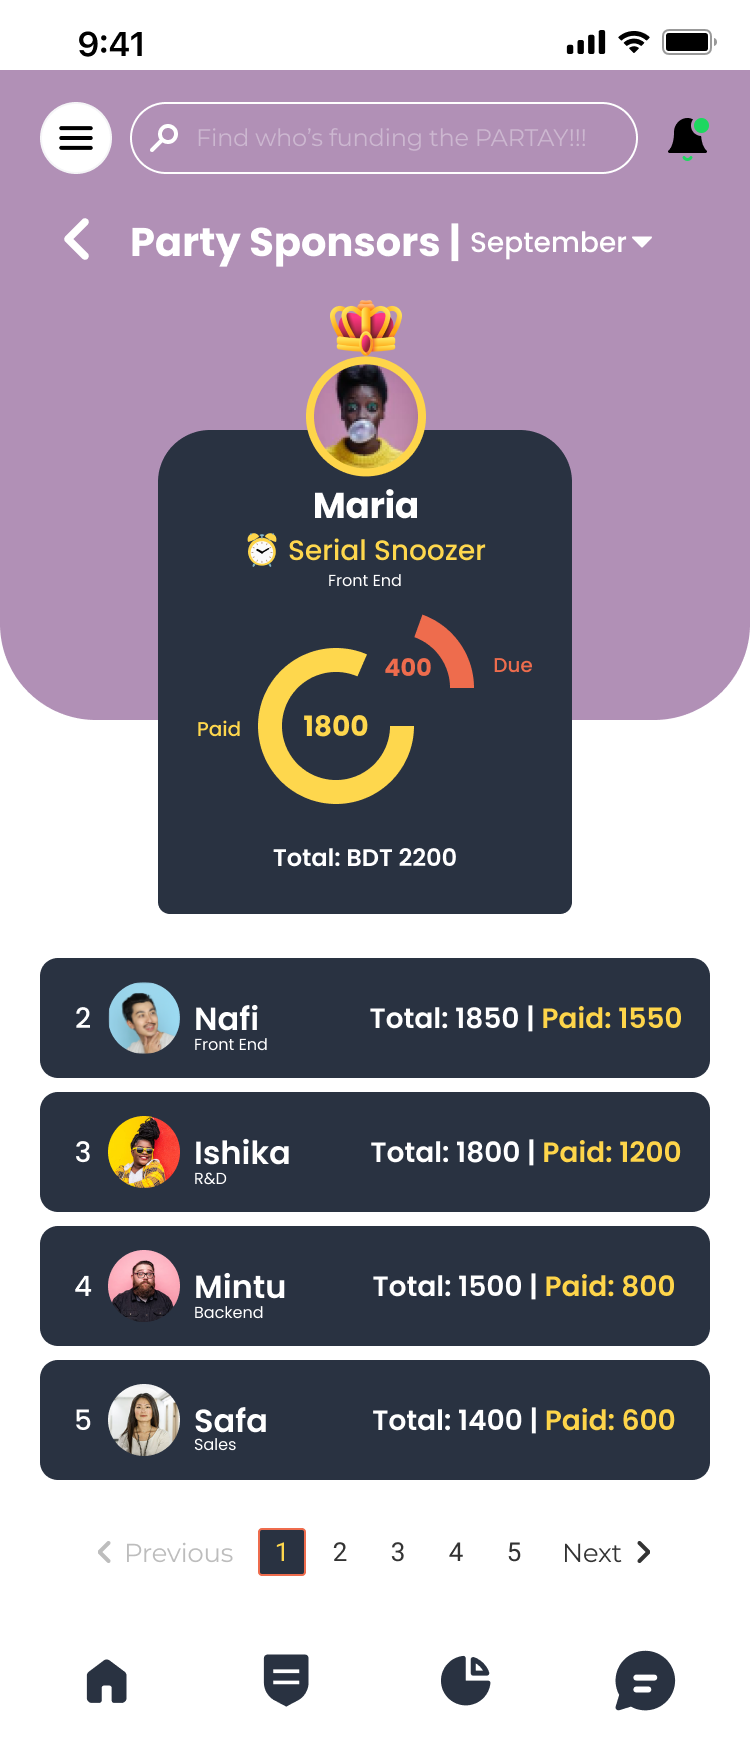 9:41
Find who's funding the PARTAY!!!
Party Sponsors | September
Maria
Serial Snoozer
Front End
400 Due
Paid 1800
Total: BDT 2200
2 Nafi Total: 1850 | Paid: 1550
Front End
3 Ishika Total: 1800 | Paid: 1200
R&D
4 Mintu Total: 1500 | Paid: 800
Backend
5 Safa Total: 1400 | Paid: 600
Sales
Previous 1 2 3 4 5 Next